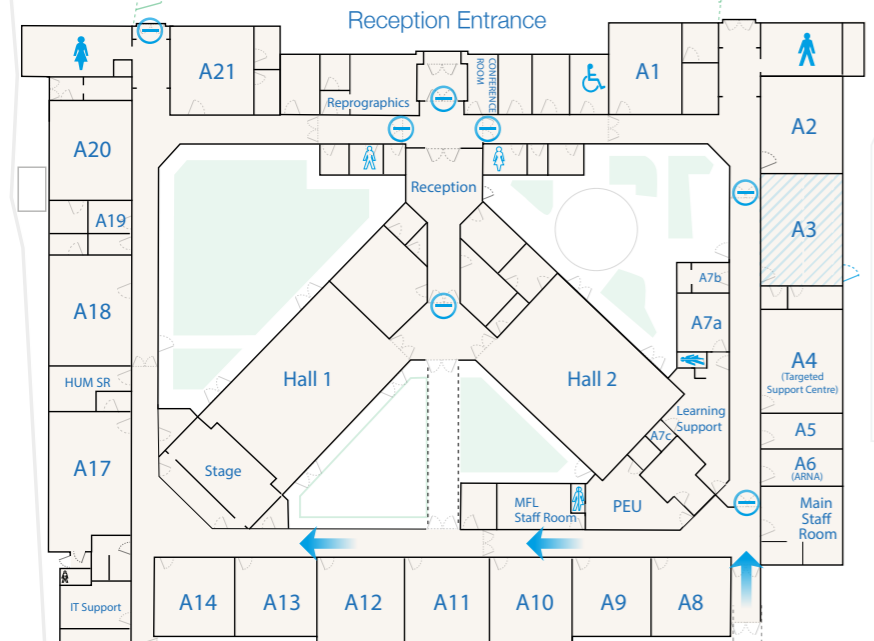 Reception Entrance
A21
CONFERENCE
ROOM
A1
Reprographics
A2
A20
Reception
A19
A3
A7b
A18
A7a
A4
(Targeted
Support Centre)
HUM SR
Hall 1
Hall 2
Learning
Support
A5
A7c
A17
Stage
A6
(ARNA)
MFL
Staff Room
PEU
Main
Staff
Room
IT Support
A14
A13
A12
A11
A10
A9
A8